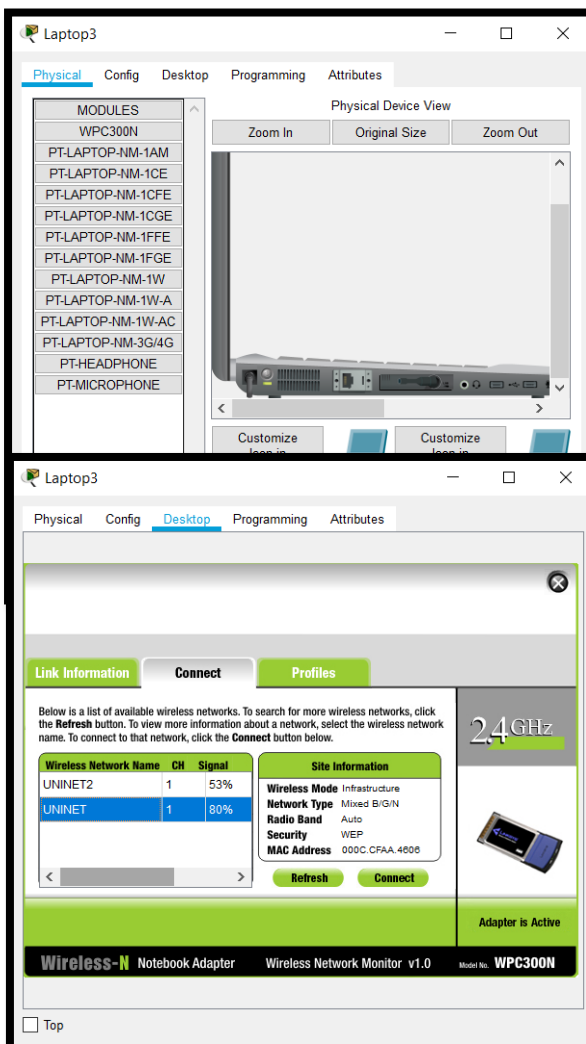 Laptop3
Physical Config Desktop Programming Attributes
MODULES
WPC300N
PT-LAPTOP-NM-1AM
PT-LAPTOP-NM-1CE
PT-LAPTOP-NM-1CFE
PT-LAPTOP-NM-1CGE
PT-LAPTOP-NM-1FFE
PT-LAPTOP-NM-1FGE
PT-LAPTOP-NM-1W
PT-LAPTOP-NM-1W-A
PT-LAPTOP-NM-1W-AC
PT-LAPTOP-NM-3G/4G
PT-HEADPHONE
PT-MICROPHONE
Physical Device View
Zoom In Original Size Zoom Out
Customize Customize
Laptop3
Physical Config Desktop Programming Attributes
Link Information Connect Profiles
Below is a list of available wireless networks. To search for more wireless networks, click
the Refresh button. To view more information about a network, select the wireless network
name. To connect to that network, click the Connect button below.
2.4GHz
Wireless Network Name CH Signal
UNINET2 1 53%
UNINET 1 80%
Site Information
Wireless Mode Infrastructure
Network Type Mixed B/G/N
Radio Band Auto
Security WEP
MAC Address 000C.CFAA.4606
Refresh Connect
Adapter is Active
Wireless-N Notebook Adapter Wireless Network Monitor v1.0 Model No. WPC300N
Top